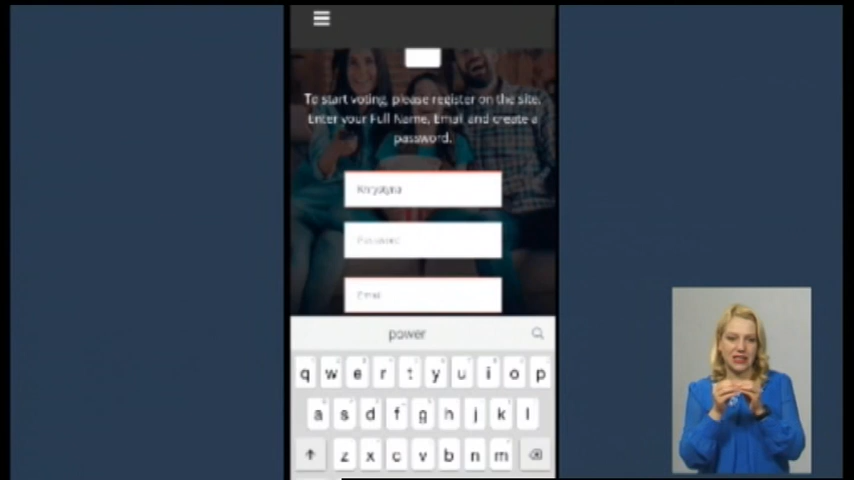 To start voting, please register on the site.
Enter your Full Name, Email and create a
password.
Khrystyna
Password
Email
power
q w e r t y u i o p
a s d f g h j k l
z x c v b n m